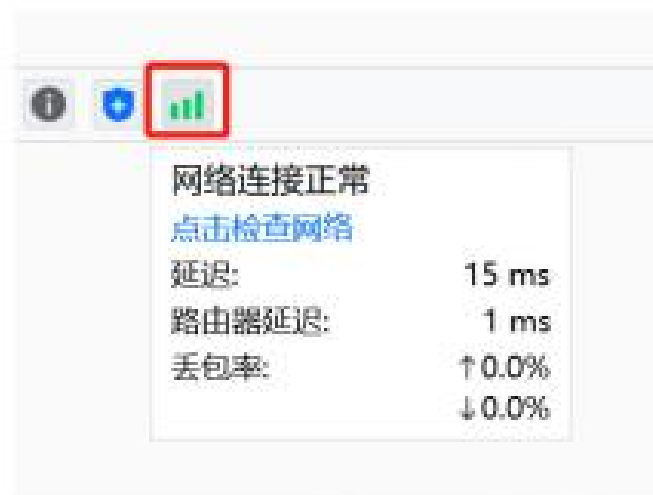 网络连接正常
点击检查网络
延迟: 15 ms
路由器延迟: 1 ms
丢包率: ↑0.0%
↓0.0%